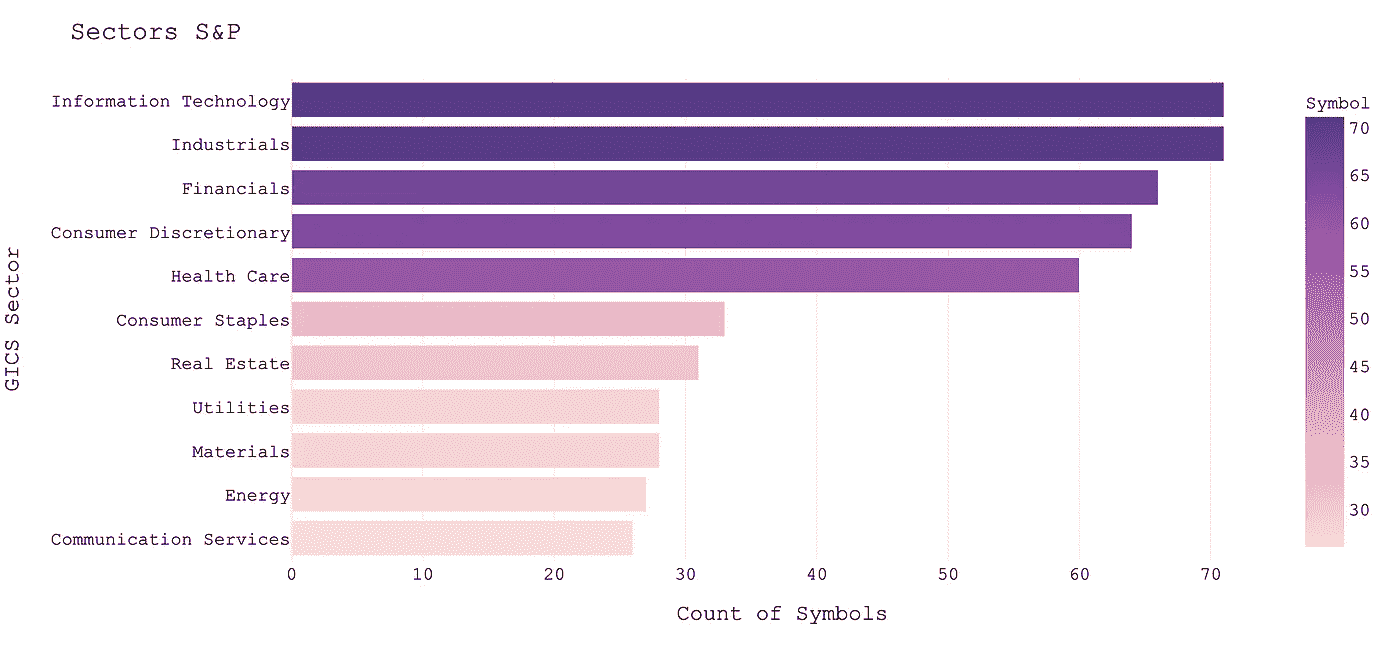 Sectors S&P
GICS Sector
Information Technology
Industrials
Financials
Consumer Discretionary
Health Care
Consumer Staples
Real Estate
Utilities
Materials
Energy
Communication Services
0 10 20 30 40 50 60 70
Count of Symbols
Symbol
70
65
60
55
50
45
40
35
30